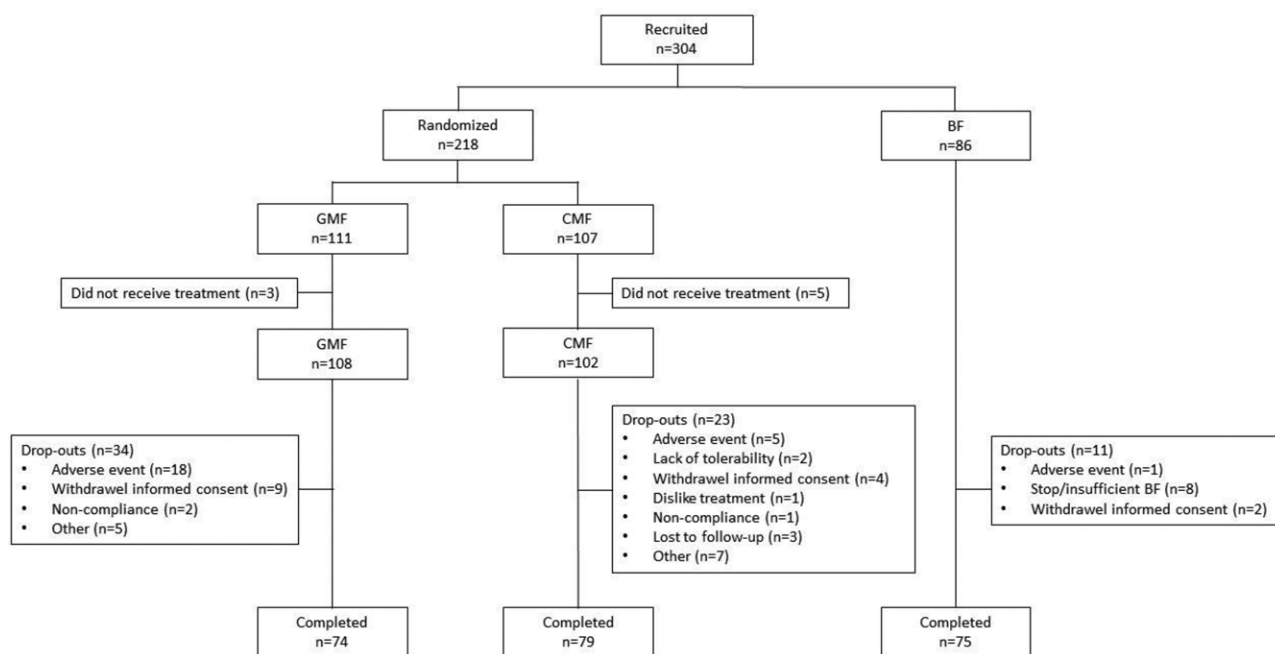 Recruited
n=304
Randomized
n=218
BF
n=86
GMF
n=111
CMF
n=107
Did not receive treatment (n=3)
Did not receive treatment (n=5)
GMF
n=108
CMF
n=102
Drop-outs (n=34)
• Adverse event (n=18)
• Withdrawel informed consent (n=9)
• Non-compliance (n=2)
• Other (n=5)
Drop-outs (n=23)
• Adverse event (n=5)
• Lack of tolerability (n=2)
• Withdrawel informed consent (n=4)
• Dislike treatment (n=1)
• Non-compliance (n=1)
• Lost to follow-up (n=3)
• Other (n=7)
Drop-outs (n=11)
• Adverse event (n=1)
• Stop/insufficient BF (n=8)
• Withdrawel informed consent (n=2)
Completed
n=74
Completed
n=79
Completed
n=75